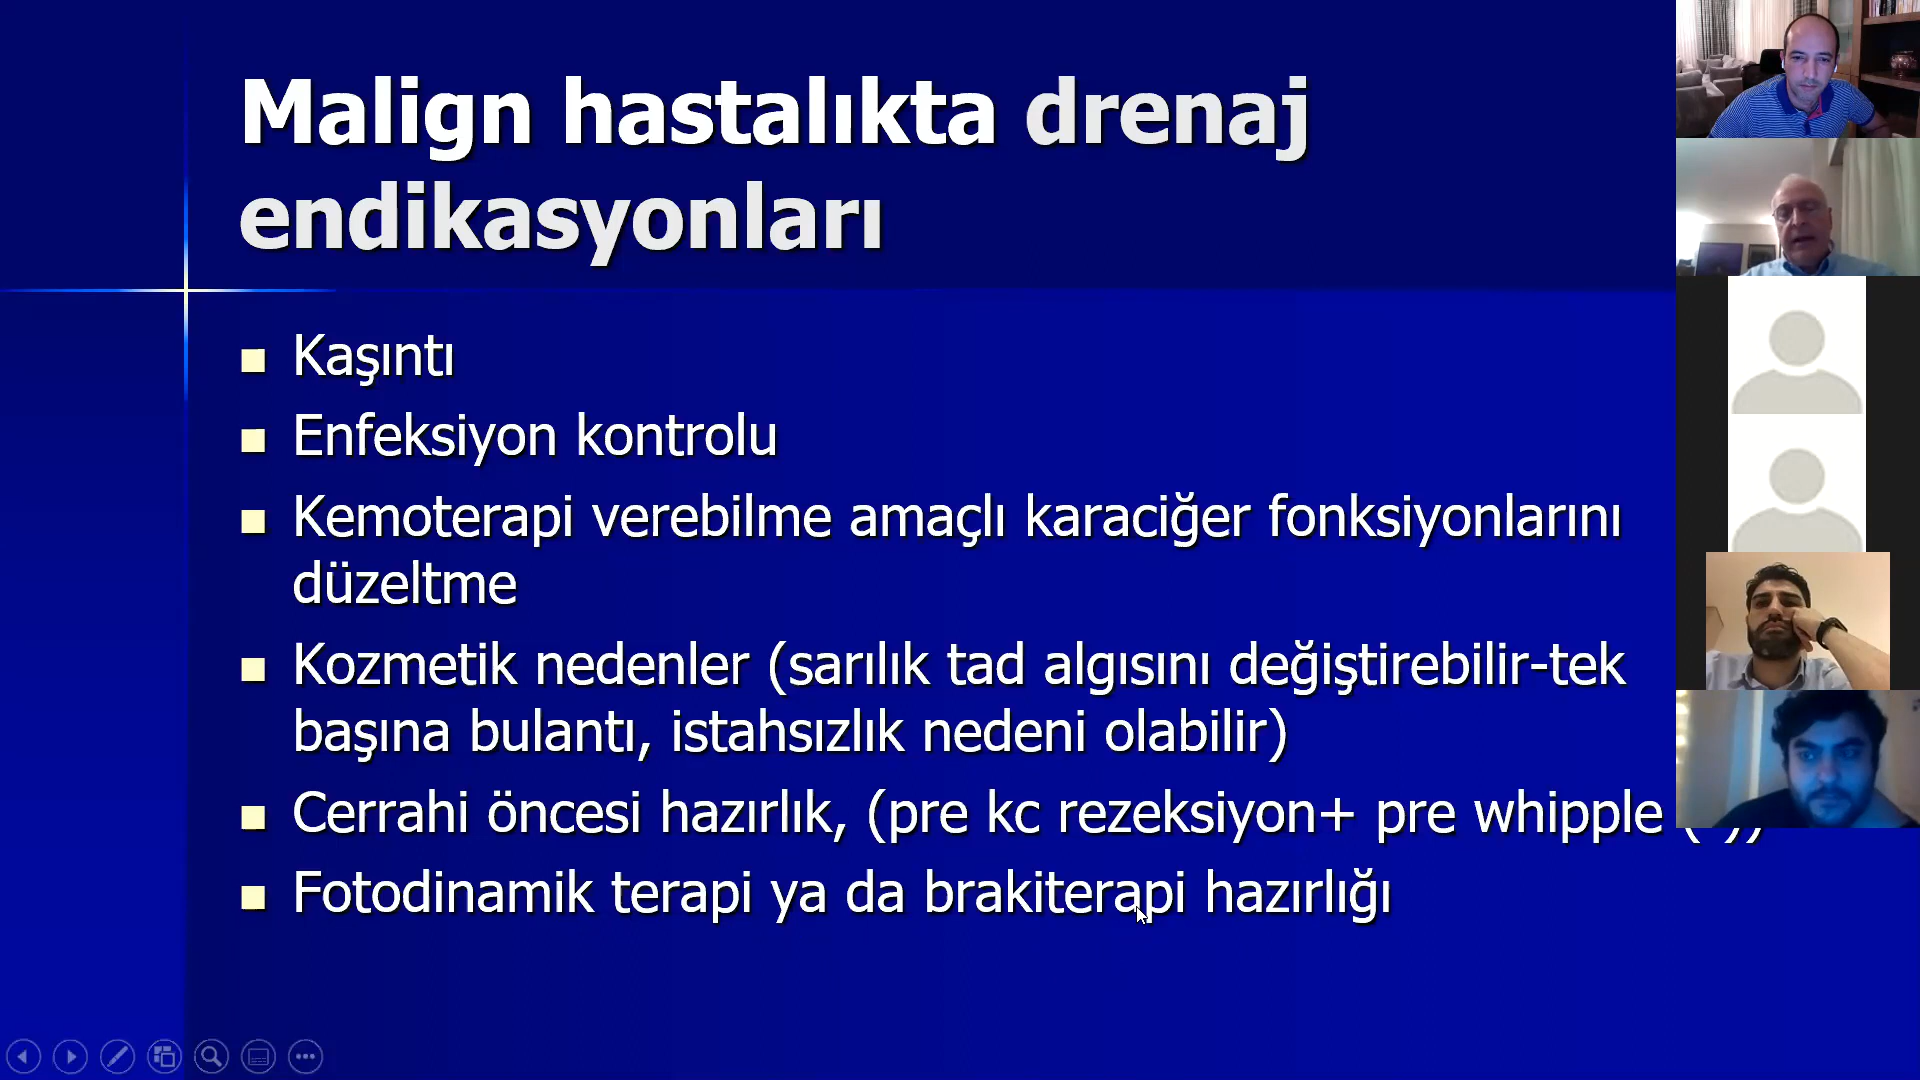 Malign hastalıkta drenaj
endikasyonları
Kaşıntı
Enfeksiyon kontrolu
Kemoterapi verebilme amaçlı karaciğer fonksiyonlarını
düzeltme
Kozmetik nedenler (sarılık tad algısını değiştirebilir-tek
başına bulantı, istahsızlık nedeni olabilir)
Cerrahi öncesi hazırlık, (pre kc rezeksiyon+ pre whipple
Fotodinamik terapi ya da brakiterapi hazırlığı